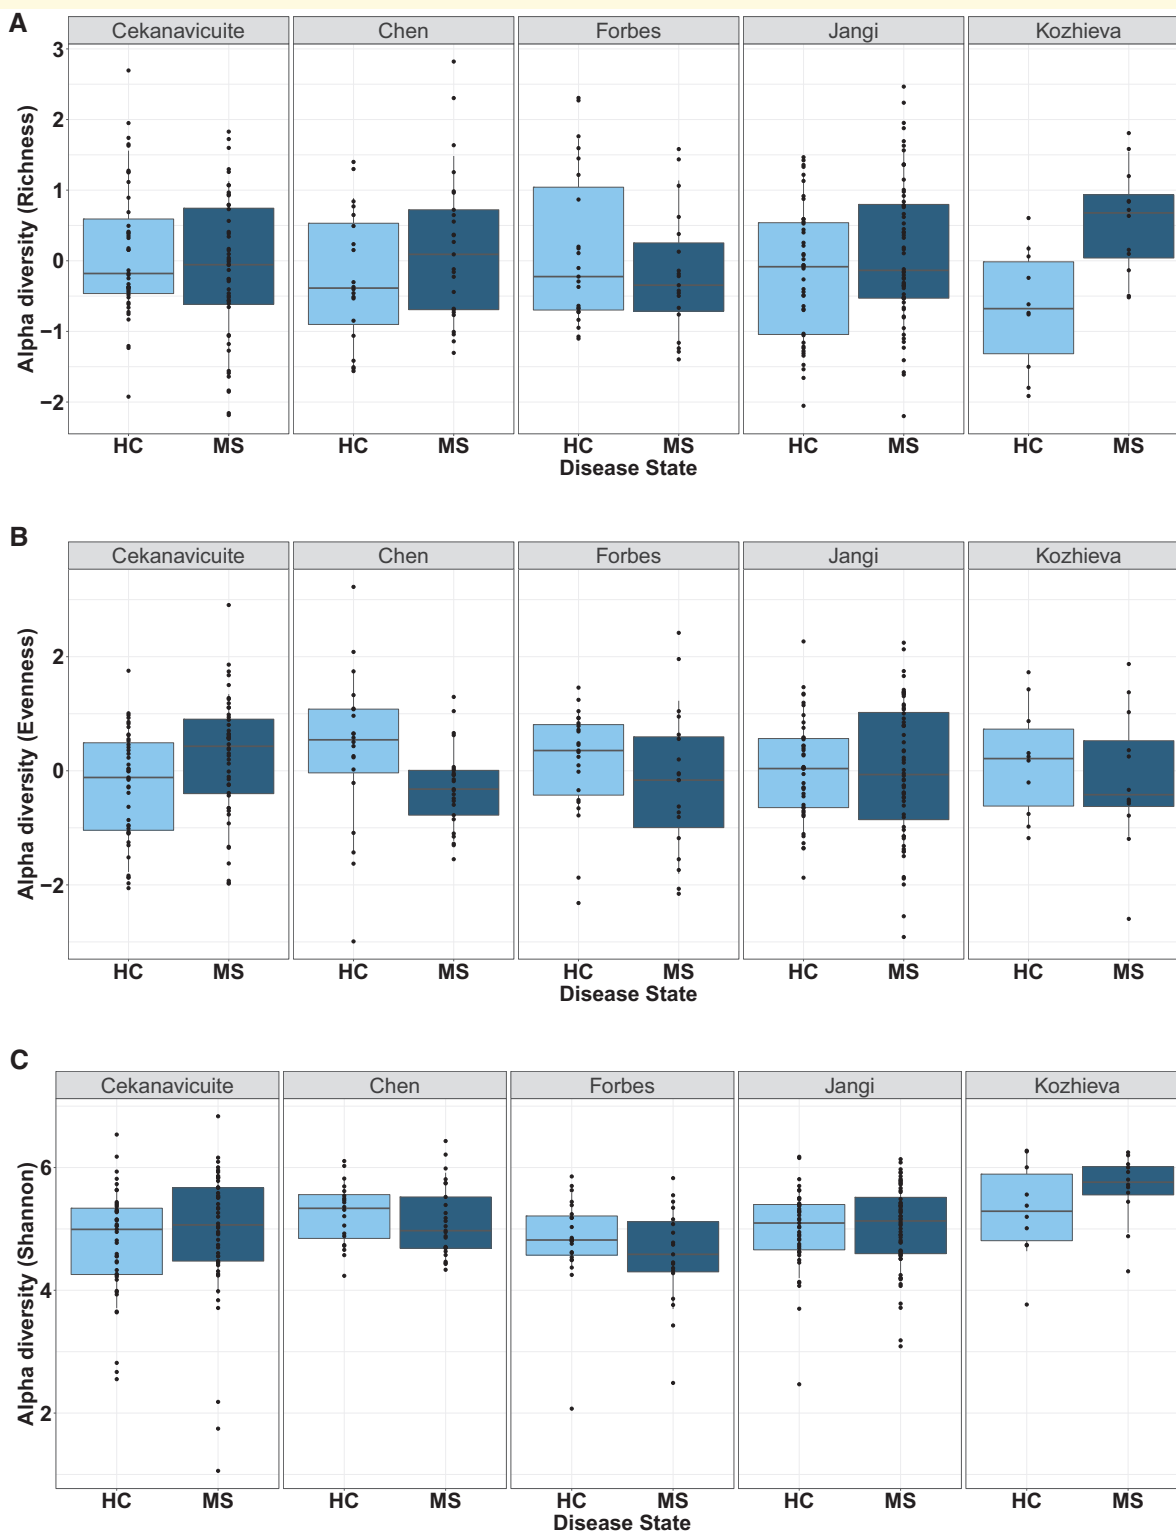 A
Cekanavicuite Chen Forbes Jangi Kozhieva
Alpha diversity (Richness)
3
2
1
0
−1
−2
HC MS HC MS HC MS HC MS HC MS
Disease State
B
Cekanavicuite Chen Forbes Jangi Kozhieva
Alpha diversity (Evenness)
2
0
−2
HC MS HC MS HC MS HC MS HC MS
Disease State
C
Cekanavicuite Chen Forbes Jangi Kozhieva
Alpha diversity (Shannon)
6
4
2
HC MS HC MS HC MS HC MS HC MS
Disease State